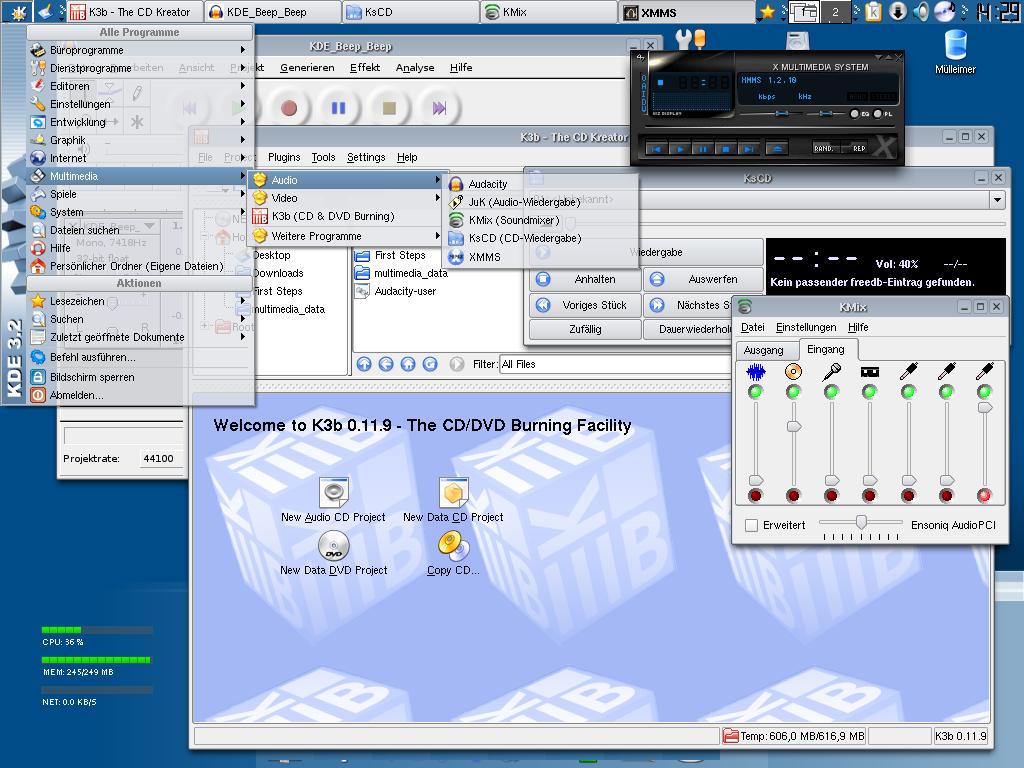 K3b - The CD Kreator
KDE_Beep_Beep
KsCD
KMix
XMMS
2
14:29
Alle Programme
Büroprogramme
Dienstprogramme
Editoren
Einstellungen
Entwicklung
Graphik
Internet
Multimedia
Spiele
System
Dateien suchen
Hilfe
Persönlicher Ordner (Eigene Dateien)
Aktionen
Lesezeichen
Suchen
Zuletzt geöffnete Dokumente
Befehl ausführen...
Bildschirm sperren
Abmelden...
KDE 3.2
Audio
Video
K3b (CD & DVD Burning)
Weitere Programme
Audacity
JuK (Audio-Wiedergabe)
KMix (Soundmixer)
KsCD (CD-Wiedergabe)
XMMS
KDE_Beep_Beep
Bearbeiten Ansicht Projekt Generieren Effekt Analyse Hilfe
KDE_Beep_
Mono, 7418Hz
32-bit float
Projektrate: 44100
X MULTIMEDIA SYSTEM
XMMS 1.2.10
kbps kHz
EQ PL
RAND. REP
Mülleimer
K3b - The CD Kreator
File Project Plugins Tools Settings Help
Desktop
Downloads
First Steps
multimedia_data
Root
First Steps
multimedia_data
Audacity-user
Filter: All Files
Welcome to K3b 0.11.9 - The CD/DVD Burning Facility
New Audio CD Project
New Data CD Project
New Data DVD Project
Copy CD...
Temp: 606,0 MB/616,9 MB
K3b 0.11.9
KsCD
Wiedergabe
Anhalten
Auswerfen
Voriges Stück
Nächstes St
Zufällig
Dauerwiederhol
--:-- Vol: 40% --/--
Kein passender freedb-Eintrag gefunden.
KMix
Datei Einstellungen Hilfe
Ausgang
Eingang
Erweitert
Ensoniq AudioPCI
CPU: 36 %
MEM: 245/249 MB
NET: 0.0 KB/S